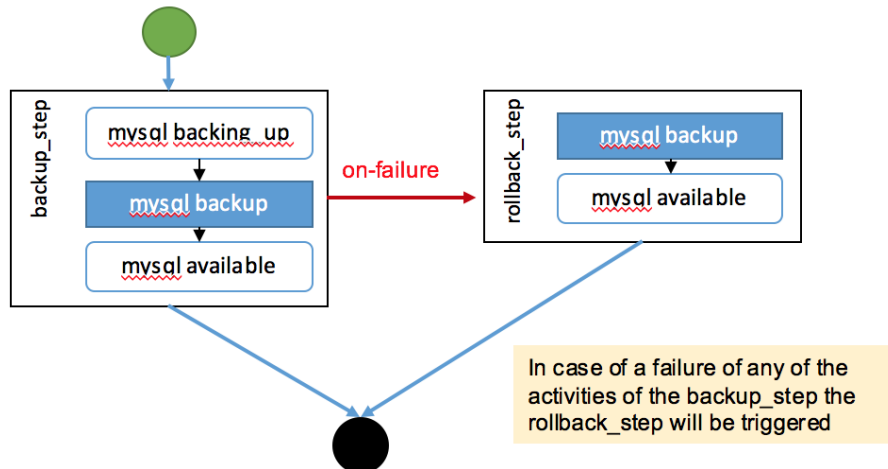 backup_step
mysql backing_up
mysql backup
mysql available
on-failure
rollback_step
mysql backup
mysql available
In case of a failure of any of the
activities of the backup_step the
rollback_step will be triggered